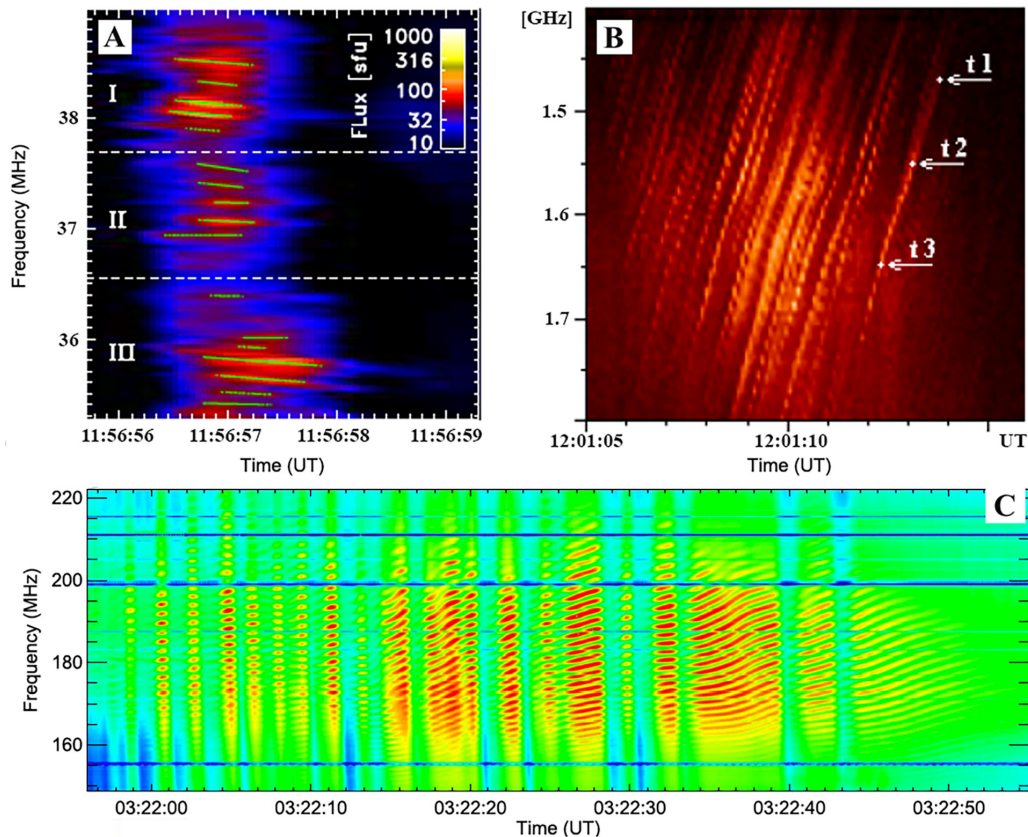 A
FLux [sfu]
1000
316
100
32
10
I
II
III
38
37
36
Frequency (MHz)
11:56:56
11:56:57
11:56:58
11:56:59
Time (UT)
[GHz]
B
t1
t2
t3
1.5
1.6
1.7
12:01:05
12:01:10
UT
Time (UT)
C
220
200
180
160
Frequency (MHz)
03:22:00
03:22:10
03:22:20
03:22:30
03:22:40
03:22:50
Time (UT)